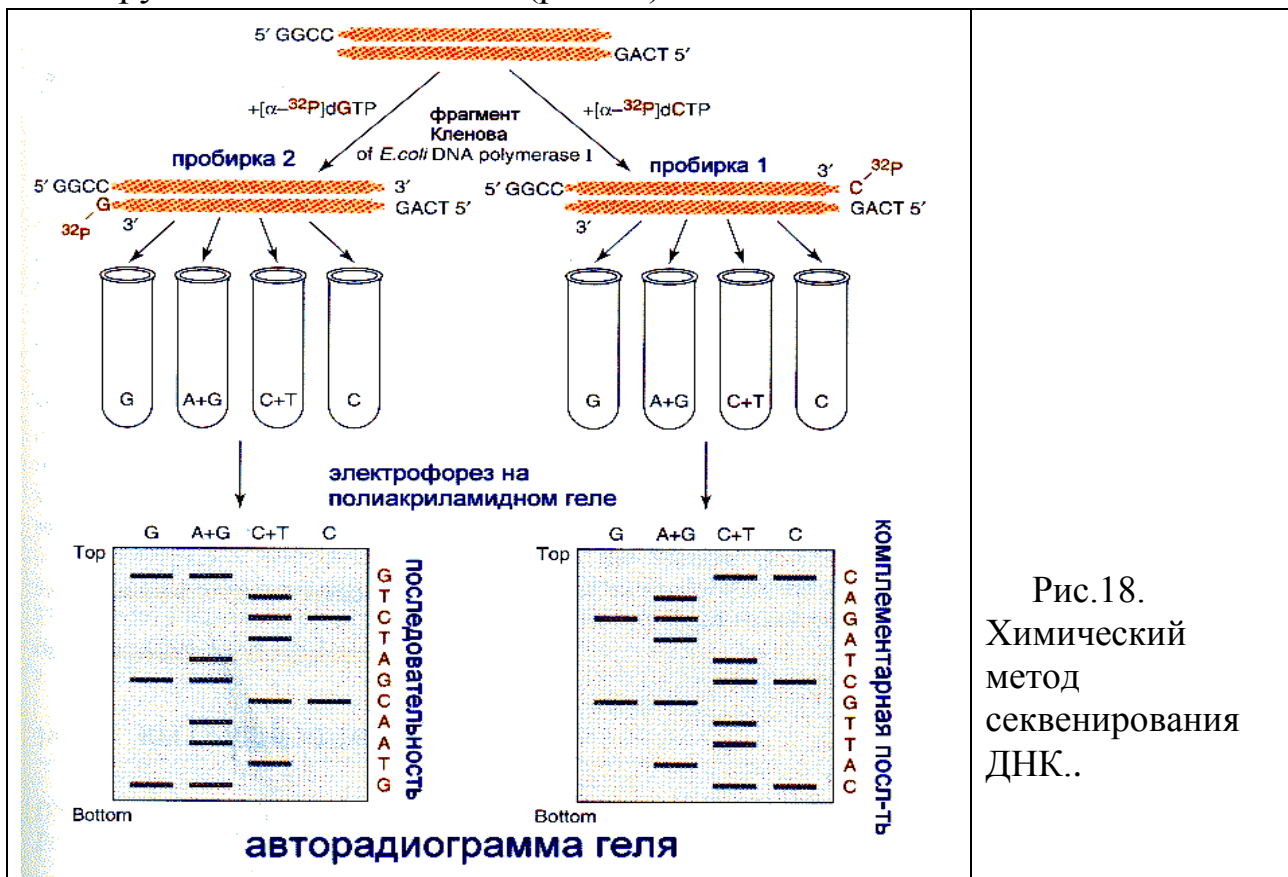 5' GGCC
GACT 5'
+[α–32P]dGTP
фрагмент
Кленова
of E.coli DNA polymerase I
+[α–32P]dCTP
пробирка 2
пробирка 1
5' GGCC
3'
G
32P
3'
GACT 5'
5' GGCC
3'
C
32P
3'
GACT 5'
G A+G C+T C
G A+G C+T C
электрофорез на
полиакриламидном геле
G A+G C+T C
Top
Bottom
G
T
C
T
A
G
C
A
A
T
G
последовательность
G A+G C+T C
Top
Bottom
C
A
G
A
T
C
G
T
T
A
C
комплементарная посл-ть
авторадиограмма геля
Рис.18.
Химический
метод
секвенирования
ДНК..